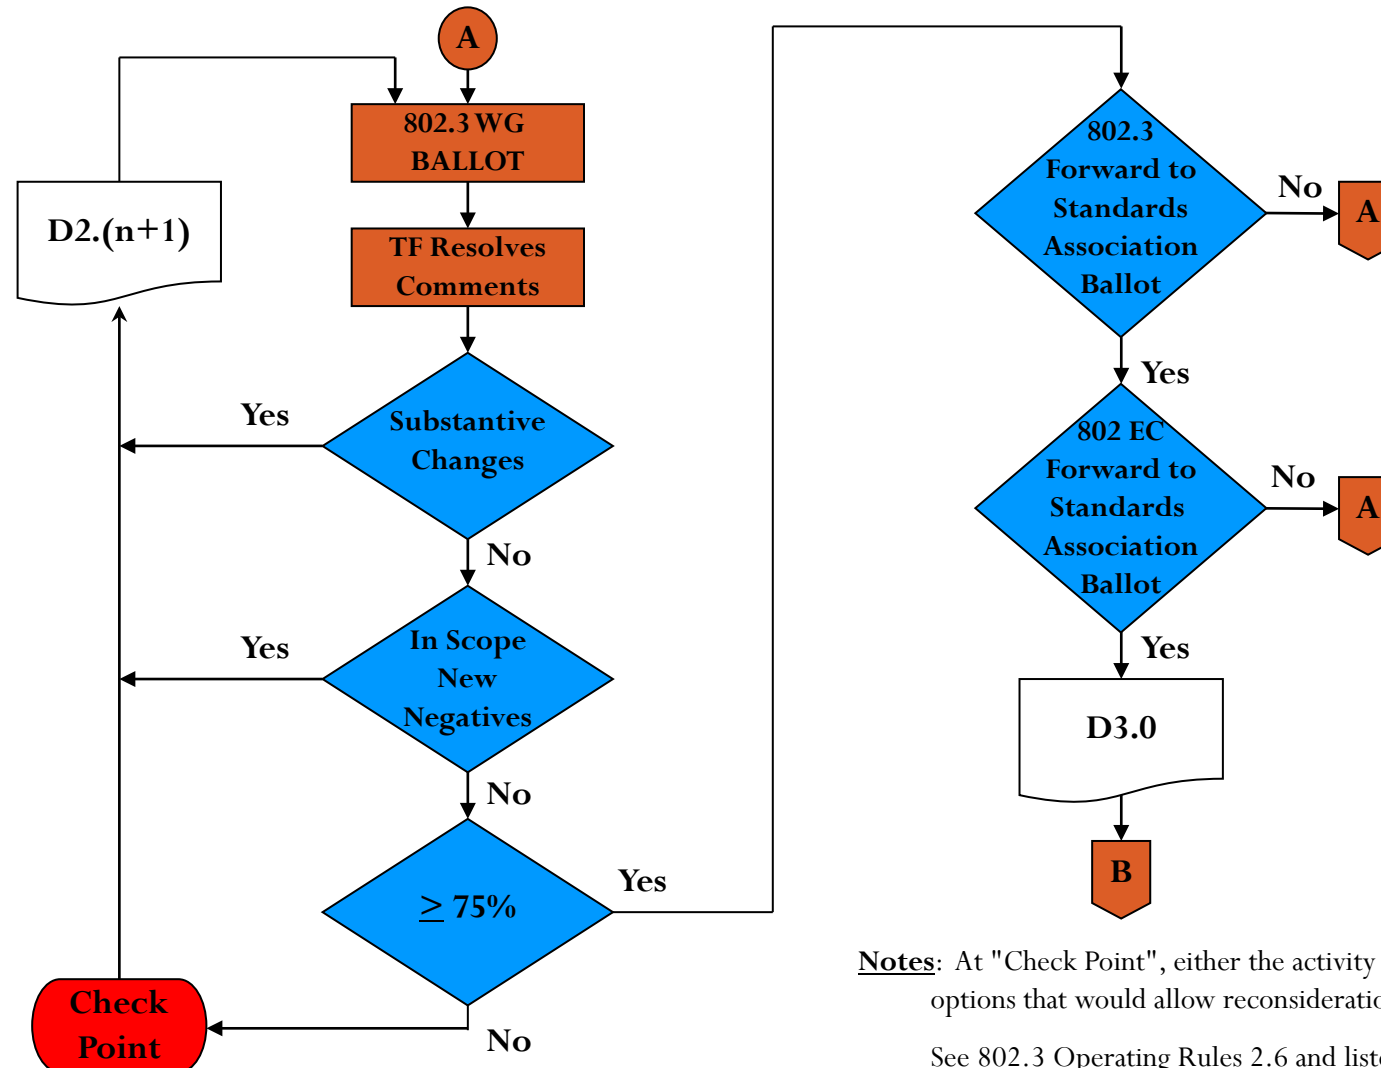 A
802.3 WG
BALLOT
D2.(n+1)
TF Resolves
Comments
Yes
Substantive
Changes
No
Yes
In Scope
New
Negatives
No
≥ 75%
Yes
Check
Point
No
802.3
Forward to
Standards
Association
Ballot
No
A
Yes
802 EC
Forward to
Standards
Association
Ballot
No
A
Yes
D3.0
B
Notes: At "Check Point", either the activity
options that would allow
See 802.3 Operating Rules 2.6 and